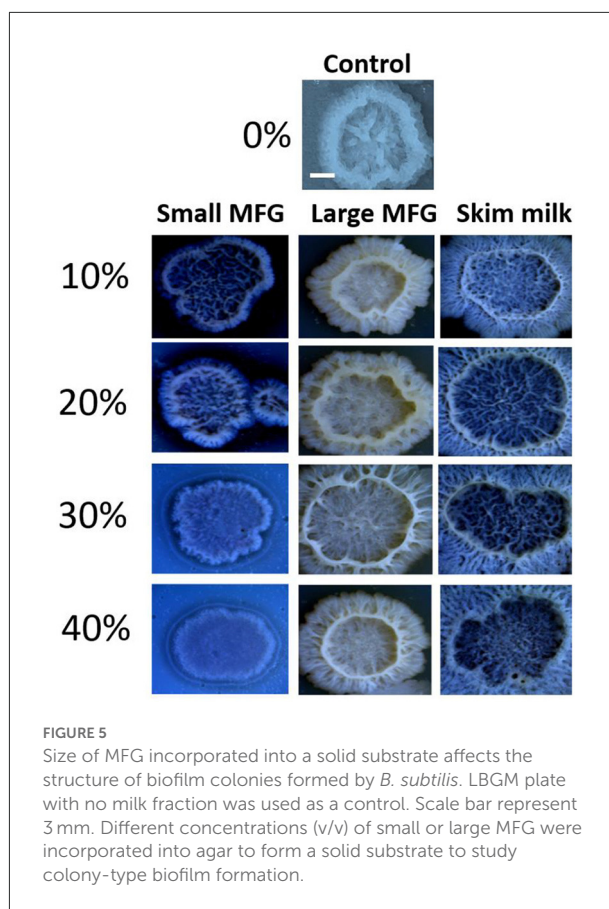 Control
0%
Small MFG Large MFG Skim milk
10%
20%
30%
40%
FIGURE 5
Size of MFG incorporated into a solid substrate affects the
structure of biofilm colonies formed by B. subtilis. LBGM plate
with no milk fraction was used as a control. Scale bar represent
3 mm. Different concentrations (v/v) of small or large MFG were
incorporated into agar to form a solid substrate to study
colony-type biofilm formation.